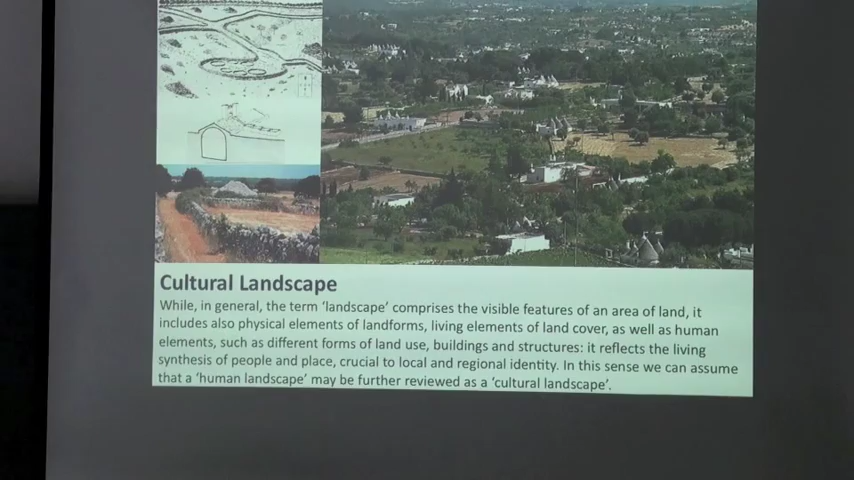 Cultural Landscape
While, in general, the term ‘landscape’ comprises the visible features of an area of land, it
includes also physical elements of landforms, living elements of land cover, as well as human
elements, such as different forms of land use, buildings and structures: it reflects the living
synthesis of people and place, crucial to local and regional identity. In this sense we can assume
that a ‘human landscape’ may be further reviewed as a ‘cultural landscape’.